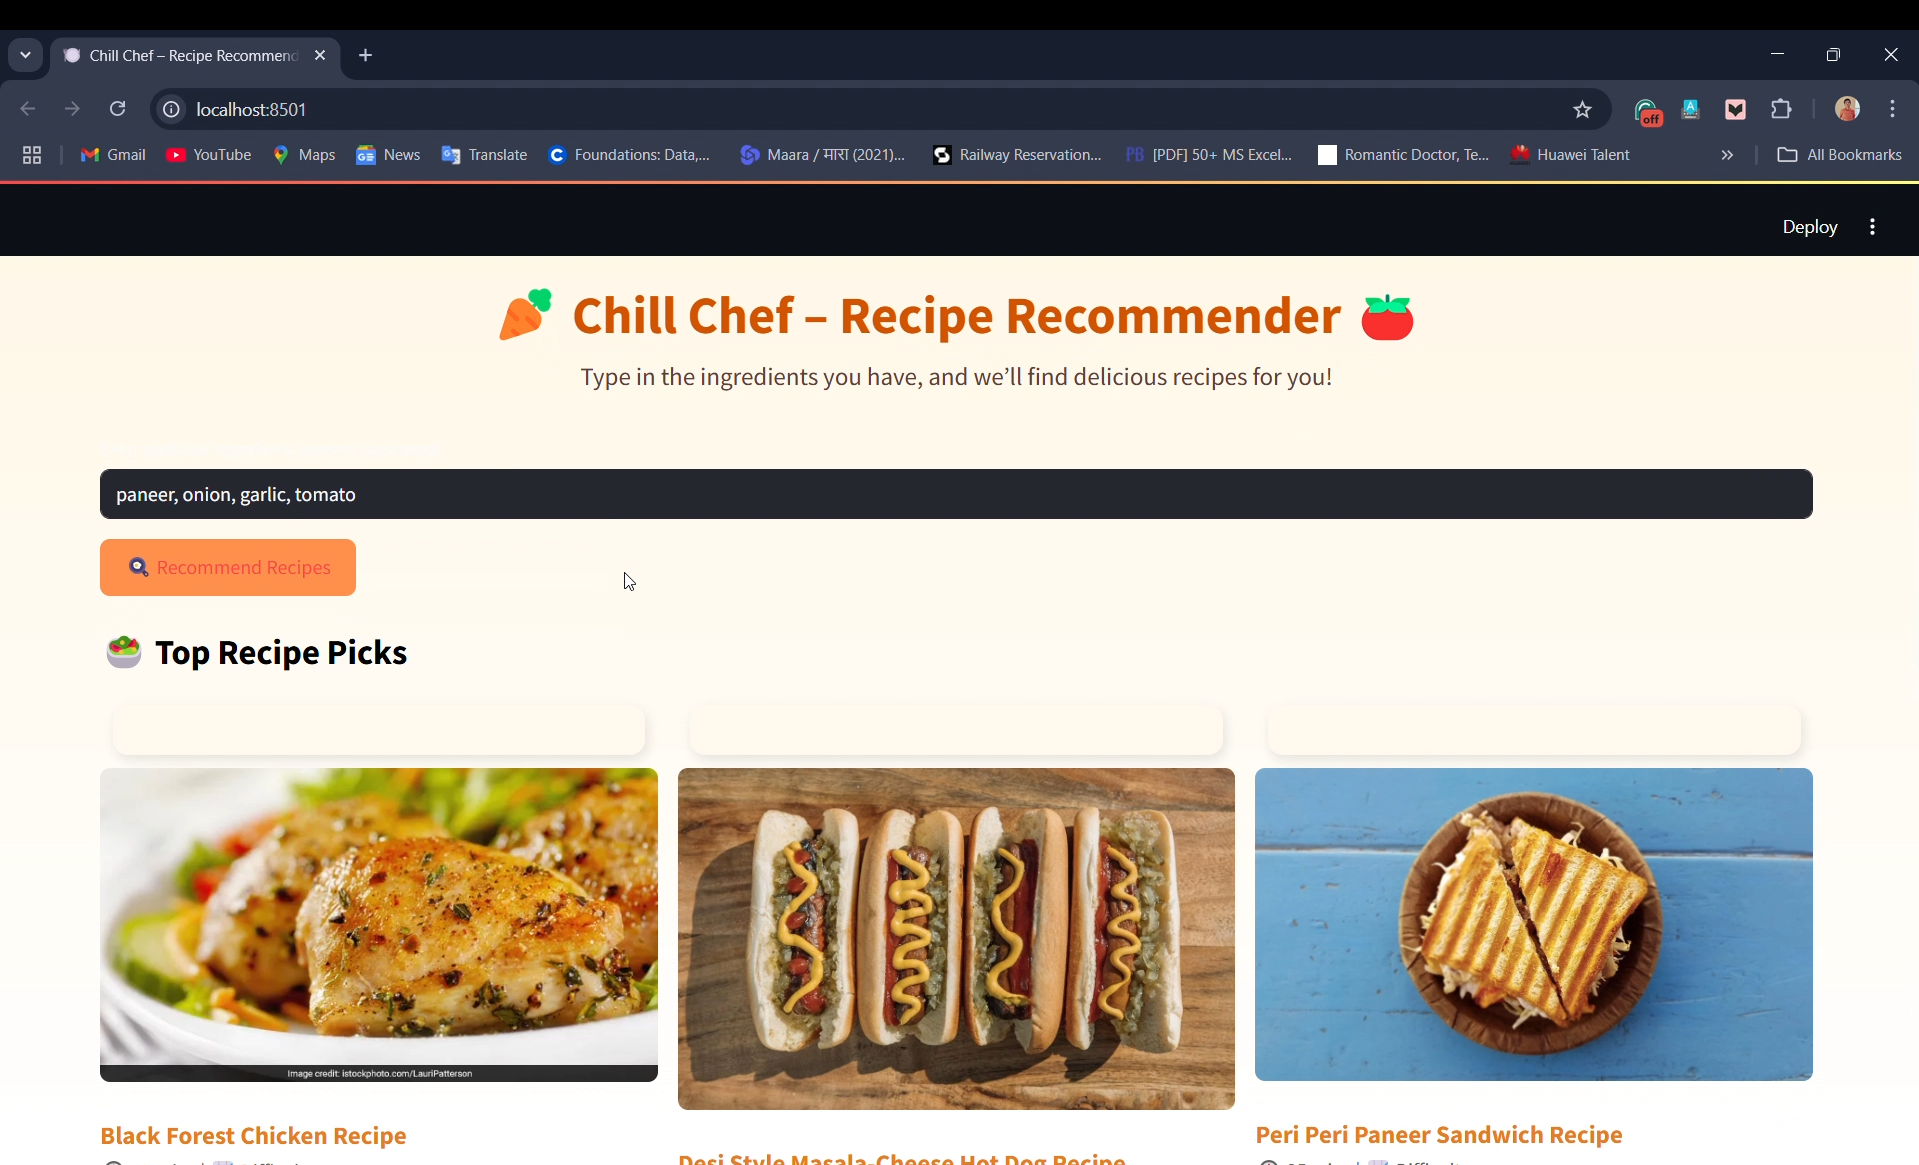 Chill Chef – Recipe Recommend
localhost:8501
off
Gmail
YouTube
Maps
News
Translate
Foundations: Data,...
Maara / मारा (2021)...
Railway Reservation...
PB [PDF] 50+ MS Excel...
Romantic Doctor, Te...
Huawei Talent
All Bookmarks
Deploy
Chill Chef – Recipe Recommender
Type in the ingredients you have, and we’ll find delicious recipes for you!
paneer, onion, garlic, tomato
Recommend Recipes
Top Recipe Picks
Image credit: istockphoto.com/LauriPatterson
Black Forest Chicken Recipe
Desi Style Masala-Cheese Hot Dog Recipe
Peri Peri Paneer Sandwich Recipe